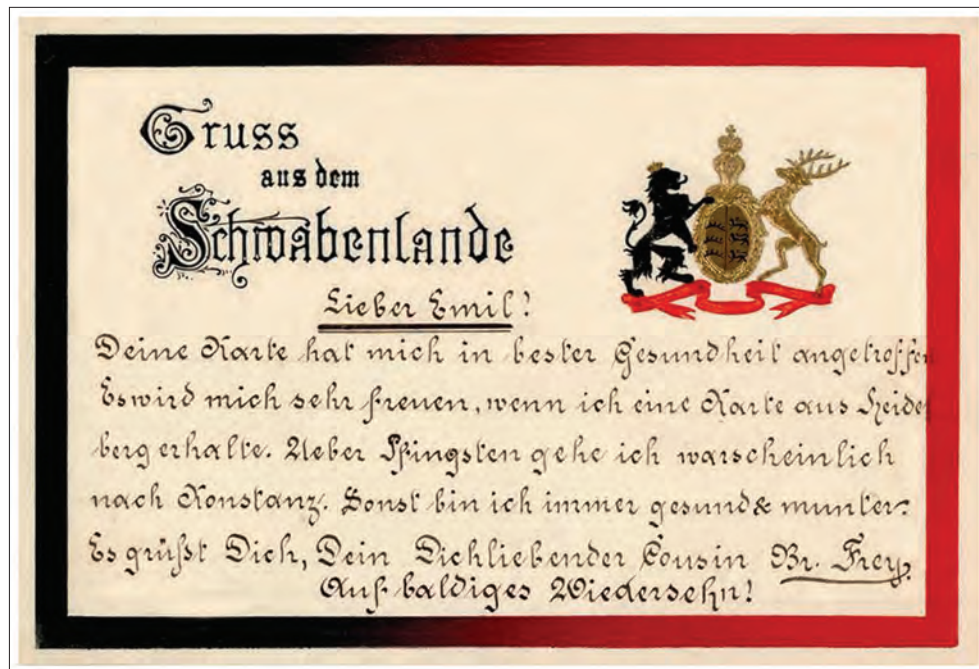 Gruss
aus dem
Schwabenlande
Lieber Emil!
Deine Karte hat mich in bester Gesundheit angetroffen
Es wird mich sehr freuen, wenn ich eine Karte aus Heidel
berg erhalte. Ueber Pfingsten gehe ich warscheinlich
nach Konstanz. Sonst bin ich immer gesund & munter.
Es grüßt Dich, Dein Dichliebender Cousin Br. Frey.
Auf baldiges Wiedersehn!